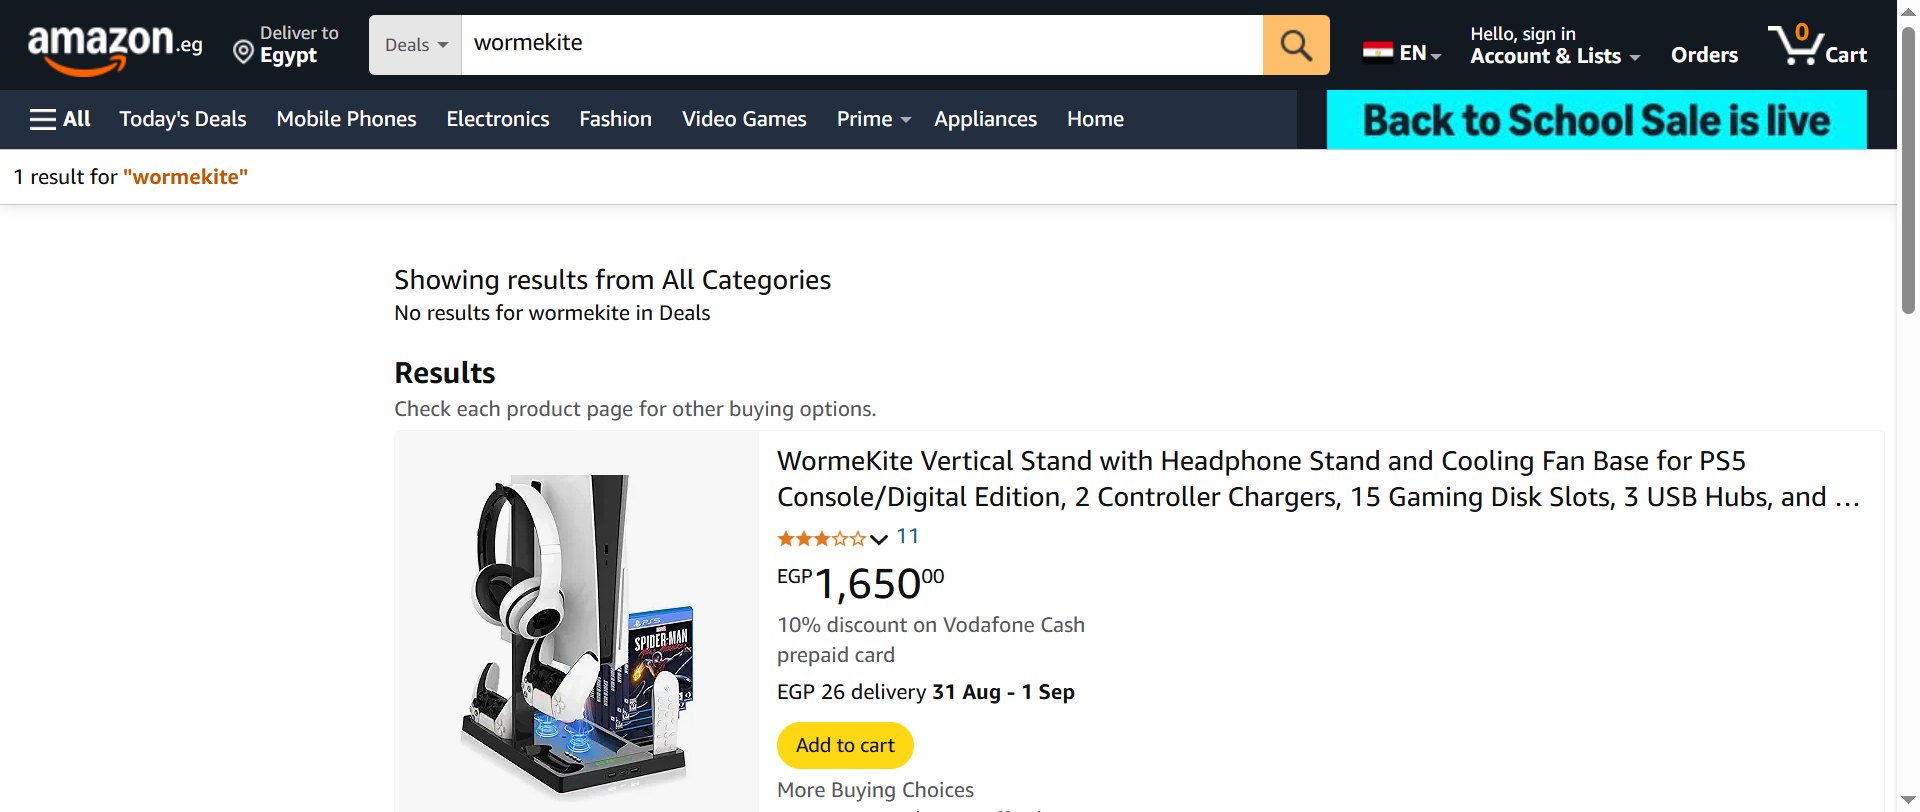 amazon.eg
Deliver to
Egypt
Deals
wormekite
EN
Hello, sign in
Account & Lists
Orders
0
Cart
All
Today's Deals
Mobile Phones
Electronics
Fashion
Video Games
Prime
Appliances
Home
Back to School Sale is live
1 result for "wormekite"
Showing results from All Categories
No results for wormekite in Deals
Results
Check each product page for other buying options.
WormeKite Vertical Stand with Headphone Stand and Cooling Fan Base for PS5
Console/Digital Edition, 2 Controller Chargers, 15 Gaming Disk Slots, 3 USB Hubs, and …
11
EGP1,65000
10% discount on Vodafone Cash
prepaid card
EGP 26 delivery 31 Aug - 1 Sep
Add to cart
More Buying Choices
PS5
MARVEL
SPIDER-MAN